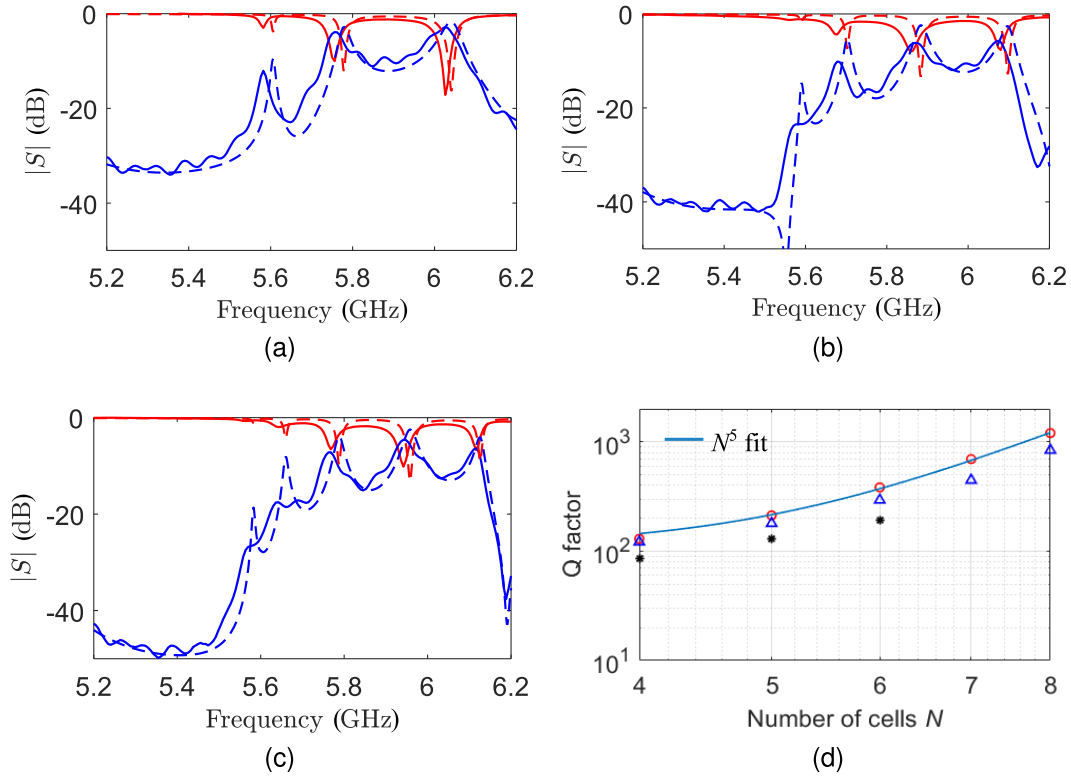 0
-20
-40
|S| (dB)
5.2 5.4 5.6 5.8 6 6.2
Frequency (GHz)
(a)
0
-20
-40
|S| (dB)
5.2 5.4 5.6 5.8 6 6.2
Frequency (GHz)
(b)
0
-20
-40
|S| (dB)
5.2 5.4 5.6 5.8 6 6.2
Frequency (GHz)
(c)
N⁵ fit
10³
10²
10¹
Q factor
4 5 6 7 8
Number of cells N
(d)